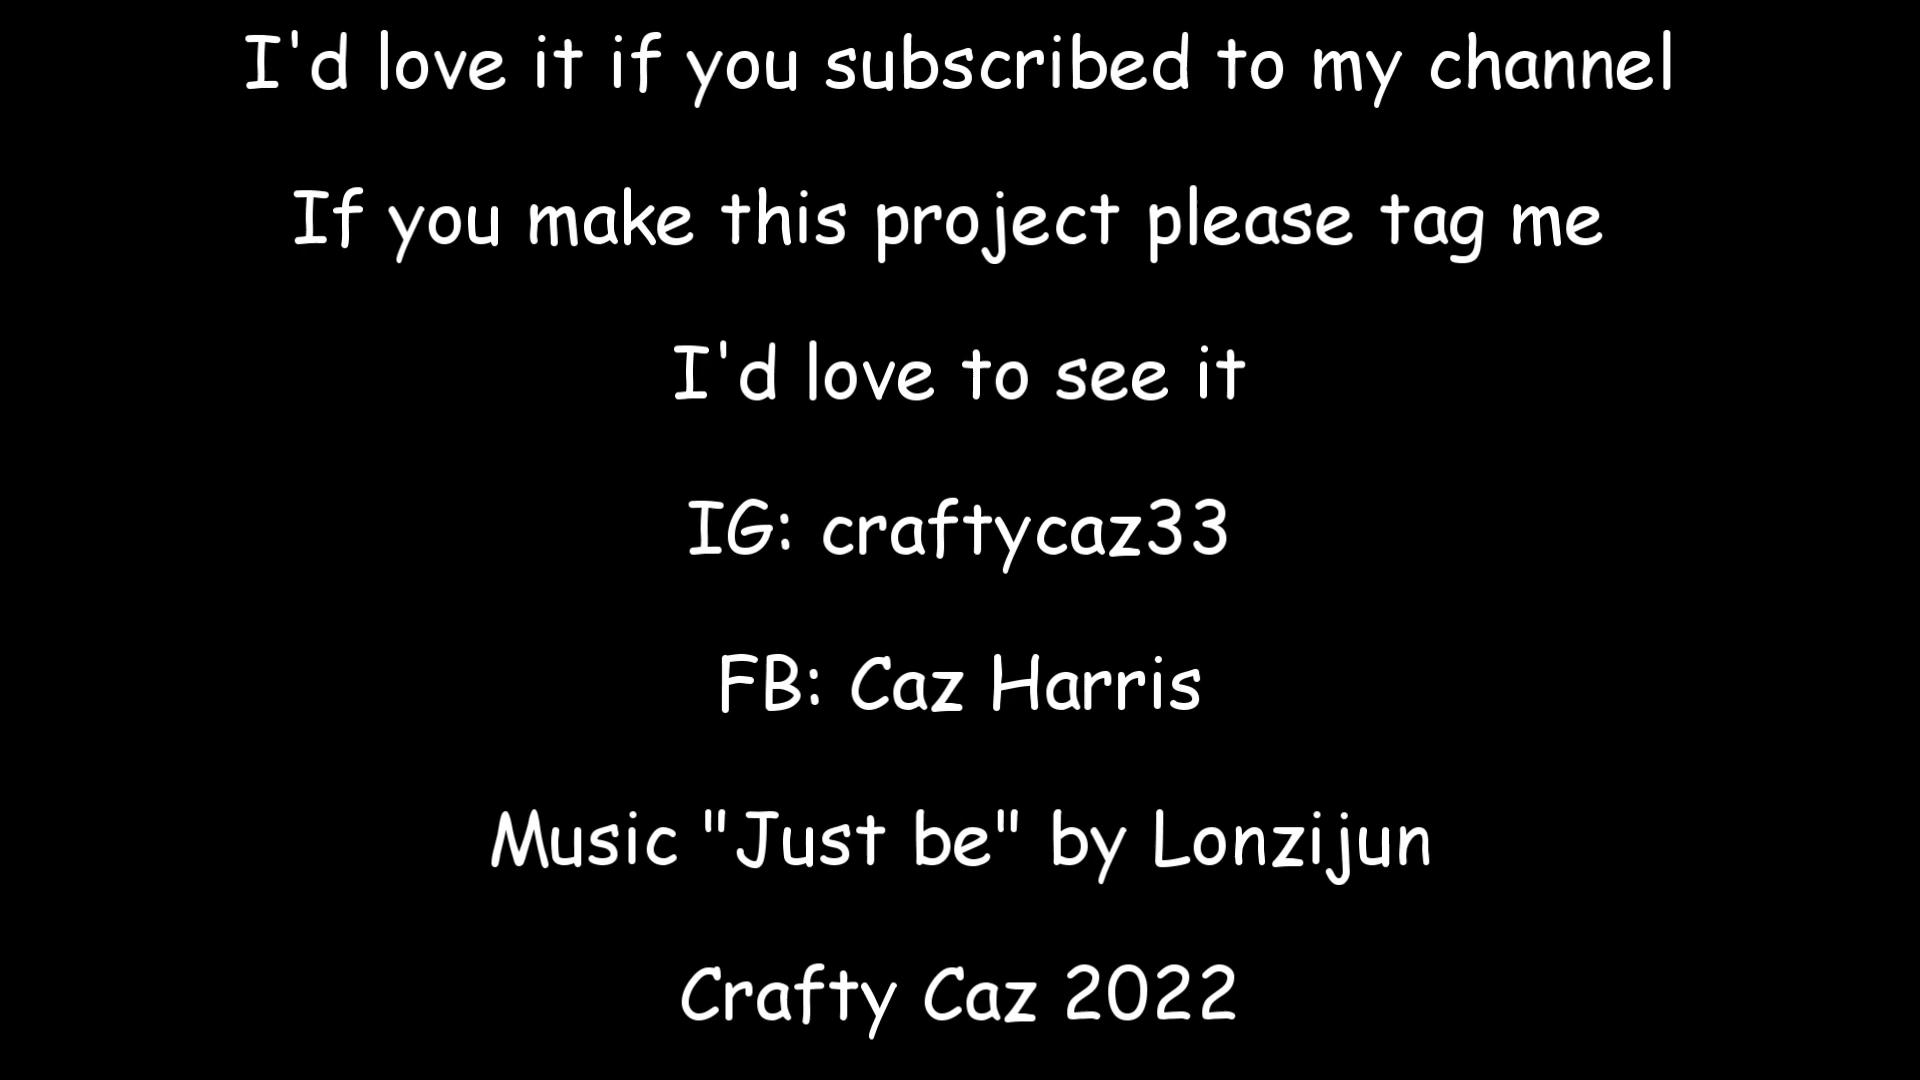 I'd love it if you subscribed to my channel
If you make this project please tag me
I'd love to see it
IG: craftycaz33
FB: Caz Harris
Music "Just be" by Lonzijun
Crafty Caz 2022